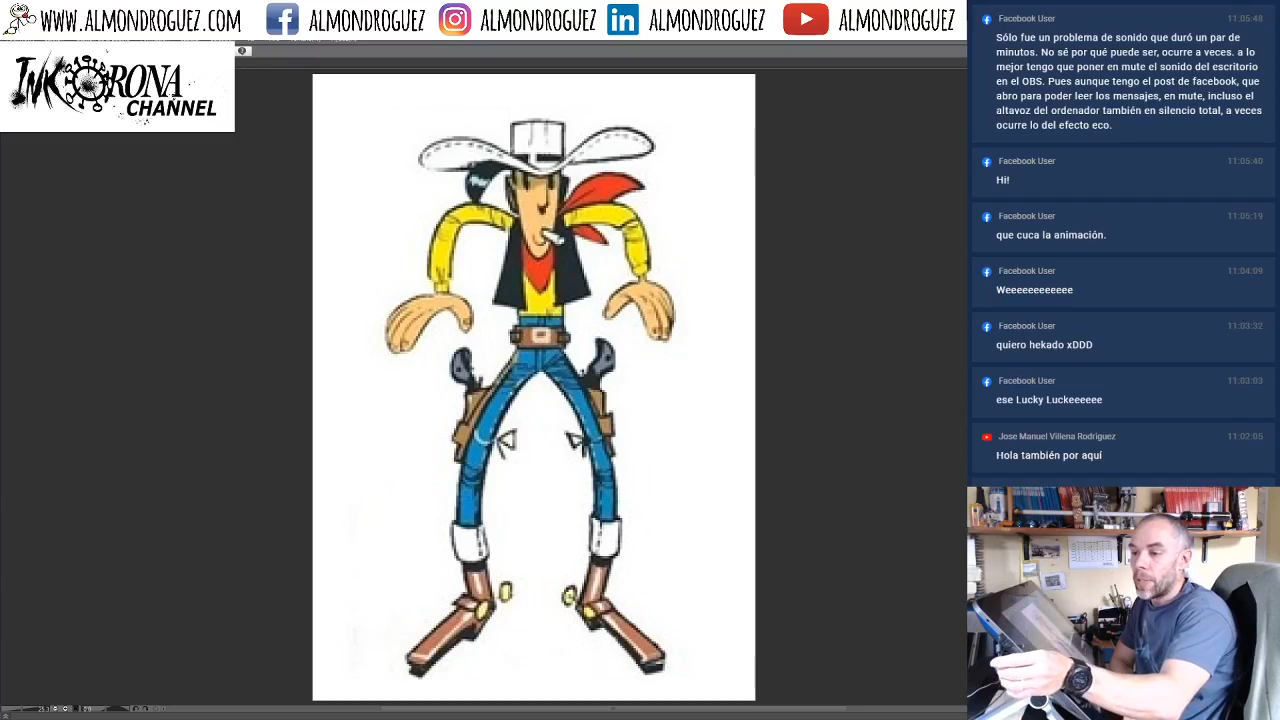 WWW.ALMONDROGUEZ.COM
ALMONDROGUEZ
ALMONDROGUEZ
ALMONDROGUEZ
ALMONDROGUEZ
INKORONA
CHANNEL
Facebook User 11:05:48
Sólo fue un problema de sonido que duró un par de
minutos. No sé por qué puede ser, ocurre a veces. a lo
mejor tengo que poner en mute el sonido del escritorio
en el OBS. Pues aunque tengo el post de facebook, que
abro para poder leer los mensajes, en mute, incluso el
altavoz del ordenador también en silencio total, a veces
ocurre lo del efecto eco.
Facebook User 11:05:40
Hi!
Facebook User 11:05:19
que cuca la animación.
Facebook User 11:04:09
Weeeeeeeeeeee
Facebook User 11:03:32
quiero hekado xDDD
Facebook User 11:03:03
ese Lucky Luckeeeeee
Jose Manuel Villena Rodriguez 11:02:05
Hola también por aquí